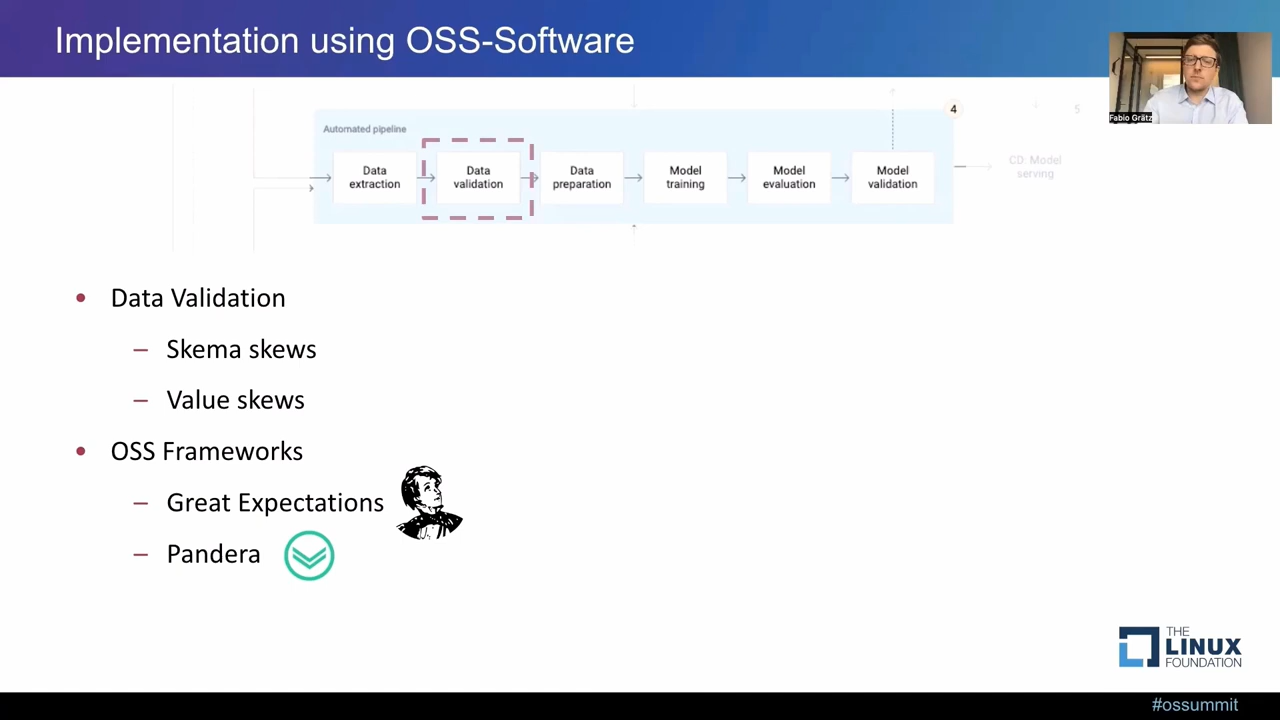 Implementation using OSS-Software
Fabio Grätz
Automated pipeline
4
5
Data
extraction
Data
validation
Data
preparation
Model
training
Model
evaluation
Model
validation
CD: Model
serving
• Data Validation
– Skema skews
– Value skews
• OSS Frameworks
– Great Expectations
– Pandera
THE
LINUX
FOUNDATION
#ossummit